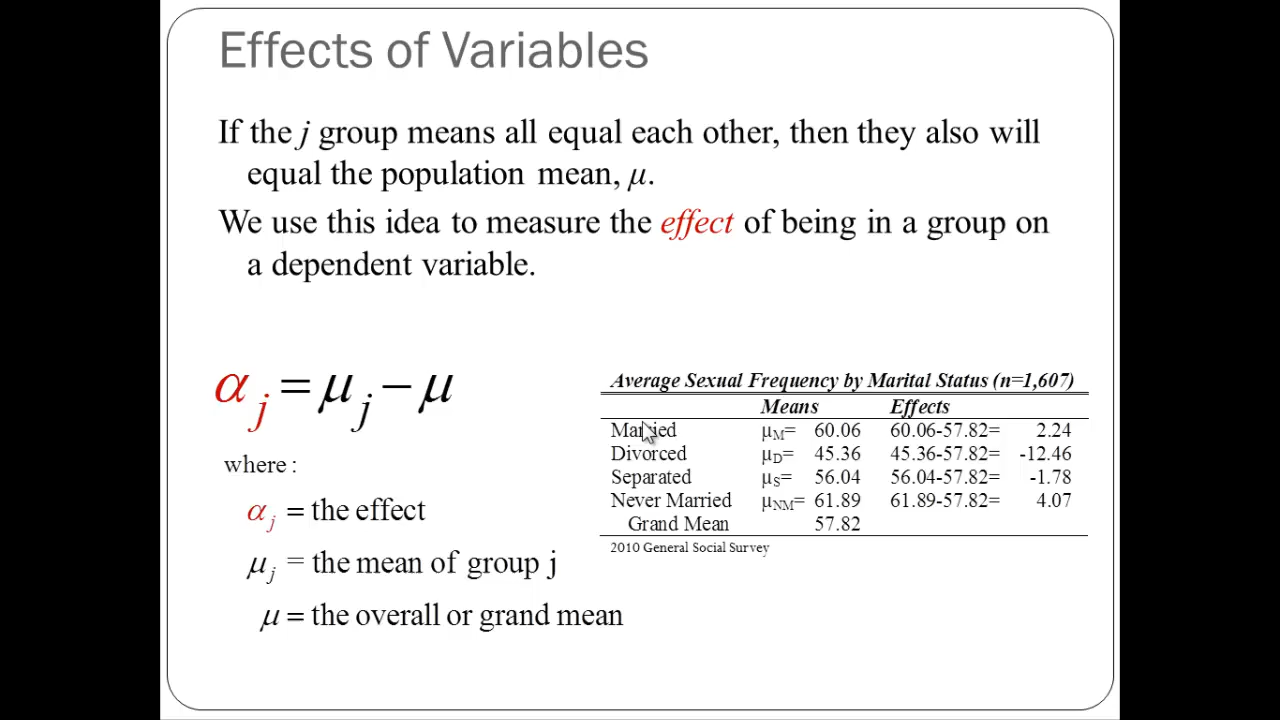 Effects of Variables
If the j group means all equal each other, then they also will
equal the population mean, μ.
We use this idea to measure the effect of being in a group on
a dependent variable.
α_j = μ_j − μ
where :
α_j = the effect
μ_j = the mean of group j
μ = the overall or grand mean
Average Sexual Frequency by Marital Status (n=1,607)
Means Effects
Married μM= 60.06 60.06-57.82= 2.24
Divorced μD= 45.36 45.36-57.82= -12.46
Separated μS= 56.04 56.04-57.82= -1.78
Never Married μNM= 61.89 61.89-57.82= 4.07
Grand Mean 57.82
2010 General Social Survey